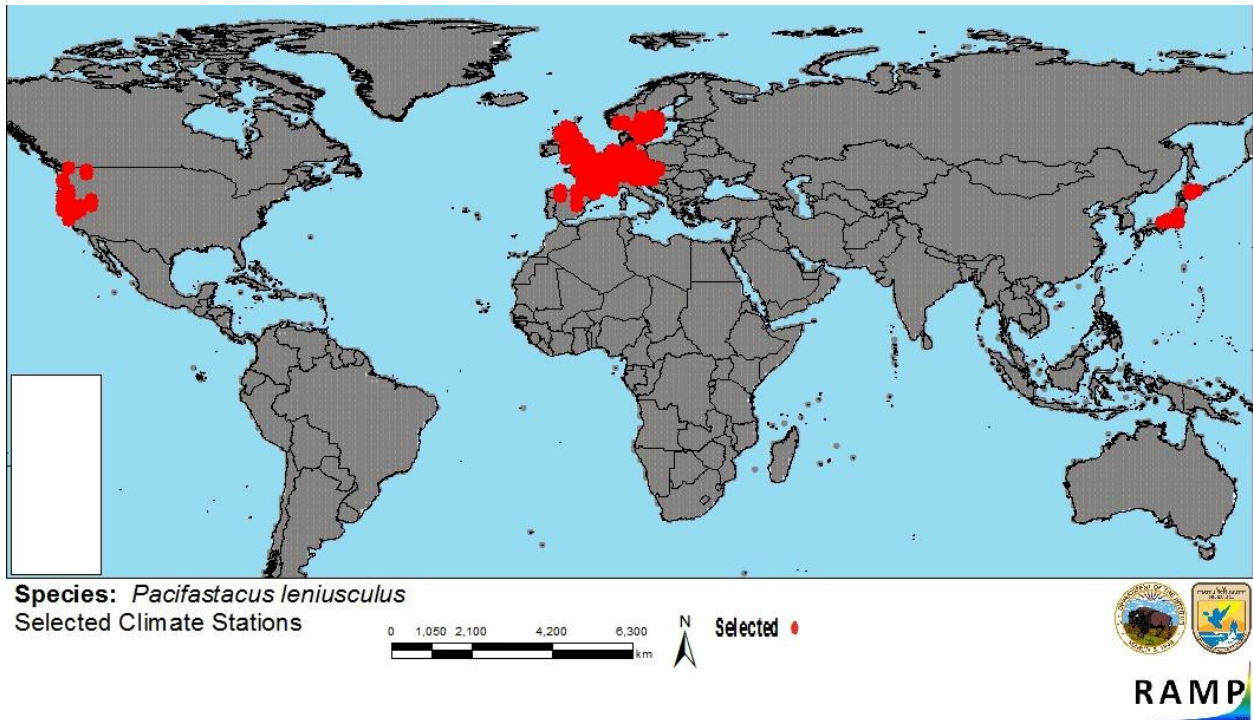 Species: Pacifastacus leniusculus
Selected Climate Stations
0 1,050 2,100 4,200 6,300
km
N
Selected
RAMP